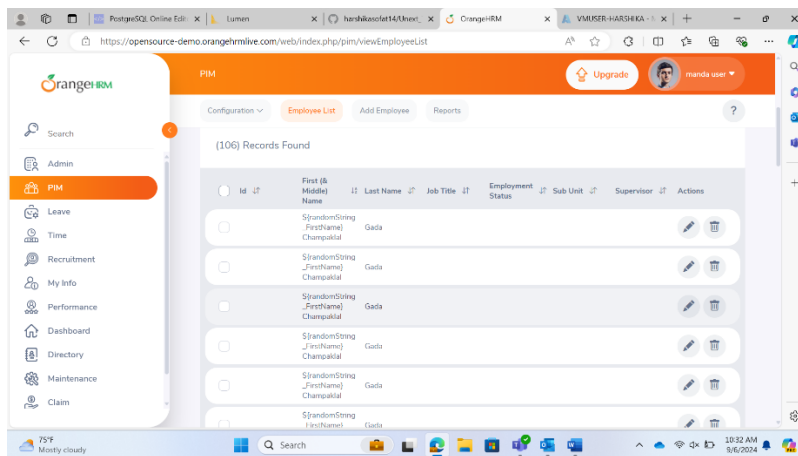 PostgreSQL Online Edit
Lumen
harshikasofat14/Unext_
OrangeHRM
VMUSER-HARSHIKA -
https://opensource-demo.orangehrmlive.com/web/index.php/pim/viewEmployeeList
OrangeHRM
PIM
Upgrade
manda user
Configuration
Employee List
Add Employee
Reports
?
Search
Admin
PIM
Leave
Time
Recruitment
My Info
Performance
Dashboard
Directory
Maintenance
Claim
(106) Records Found
Id
First (&
Middle)
Name
Last Name
Job Title
Employment
Status
Sub Unit
Supervisor
Actions
${randomString
_FirstName}
Champaklal
Gada
${randomString
_FirstName}
Champaklal
Gada
${randomString
_FirstName}
Champaklal
Gada
${randomString
_FirstName}
Champaklal
Gada
${randomString
_FirstName}
Champaklal
Gada
${randomString
_FirstName}
Gada
75°F
Mostly cloudy
Search
10:32 AM
9/6/2024